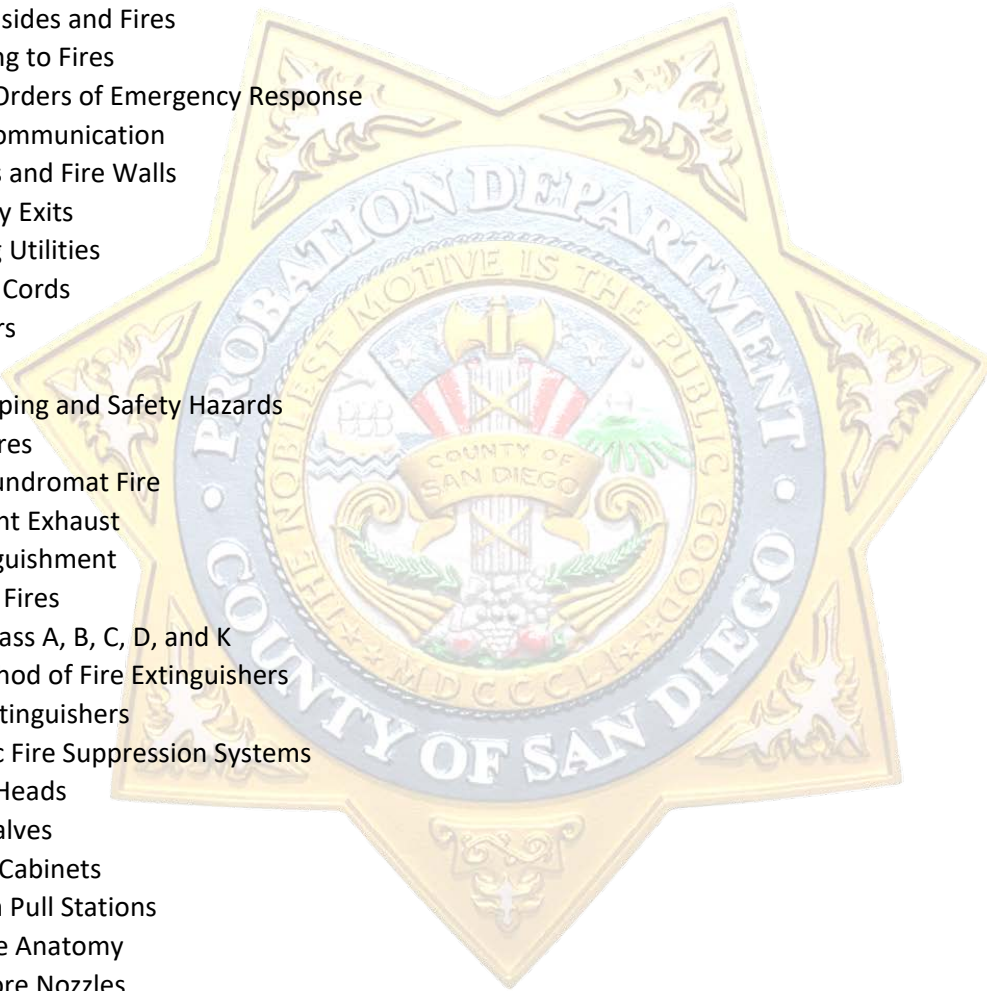 sides and Fires
ng to Fires
Orders of Emergency Response
ommunication
s and Fire Walls
y Exits
g Utilities
Cords
rs
ping and Safety Hazards
res
undromat Fire
nt Exhaust
guishment
Fires
ass A, B, C, D, and K
hod of Fire Extinguishers
tinguishers
c Fire Suppression Systems
Heads
alves
Cabinets
n Pull Stations
e Anatomy
ore Nozzles
PROBATION DEPARTMENT
THE NOBLEST MOTIVE IS THE PUBLIC GOOD
COUNTY OF
SAN DIEGO
MDCCCLI
COUNTY OF SAN DIEGO